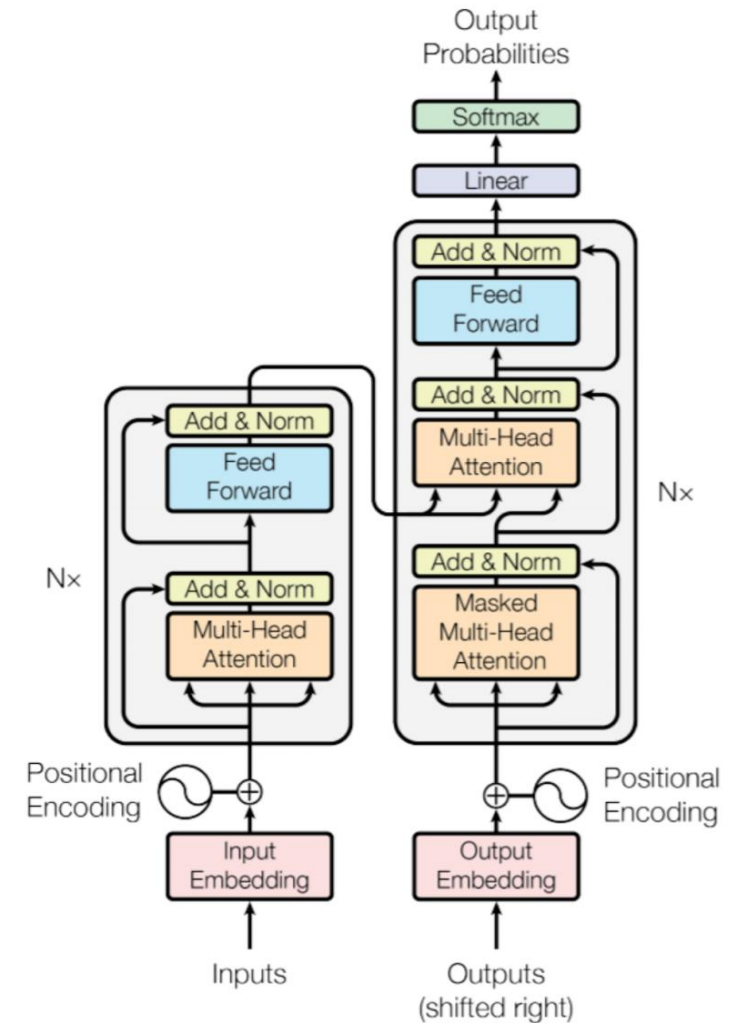 Output
Probabilities
Softmax
Linear
Add & Norm
Feed
Forward
Add & Norm
Multi-Head
Attention
N×
Add & Norm
Masked
Multi-Head
Attention
Add & Norm
Feed
Forward
N×
Add & Norm
Multi-Head
Attention
Positional
Encoding
Positional
Encoding
Input
Embedding
Output
Embedding
Inputs
Outputs
(shifted right)